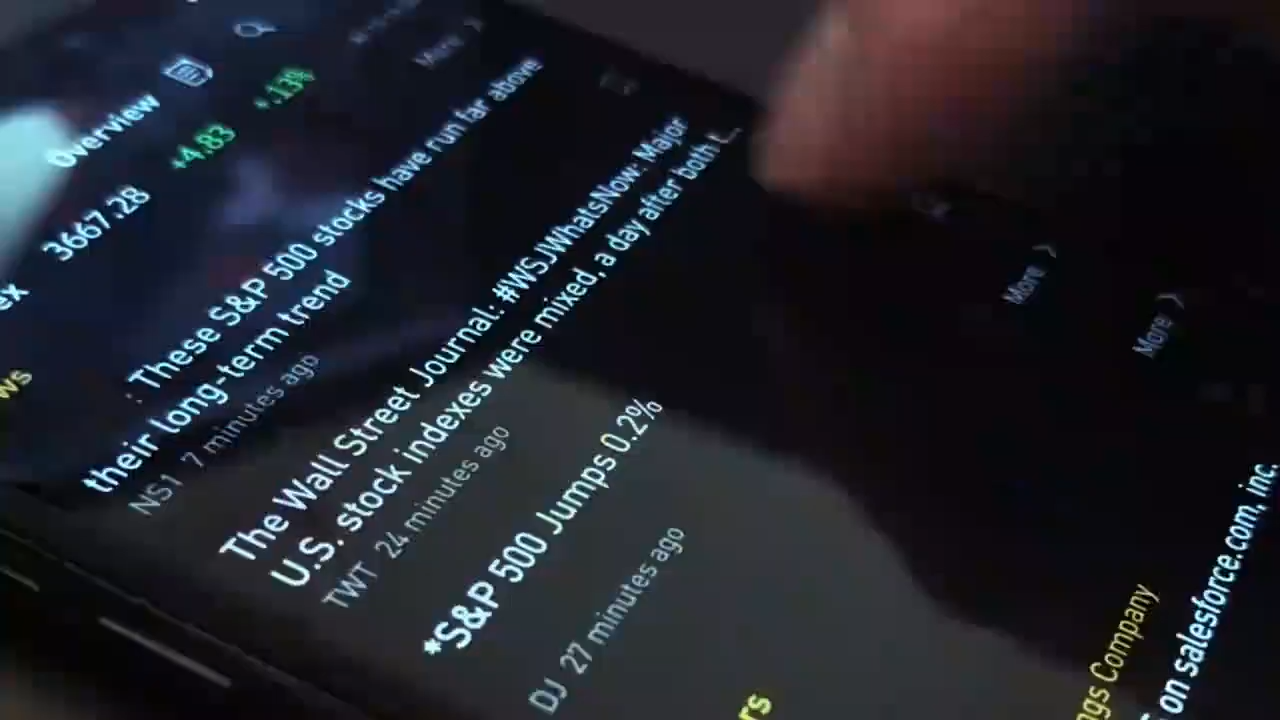 Overview
3667.28 +4.83 +.13%
More
These S&P 500 stocks have run far above
their long-term trend
NS1 7 minutes ago
The Wall Street Journal: #WSJWhatsNow: Major
U.S. stock indexes were mixed, a day after both t...
TWT 24 minutes ago
*S&P 500 Jumps 0.2%
DJ 27 minutes ago
More
More
Company
on salesforce.com, inc.